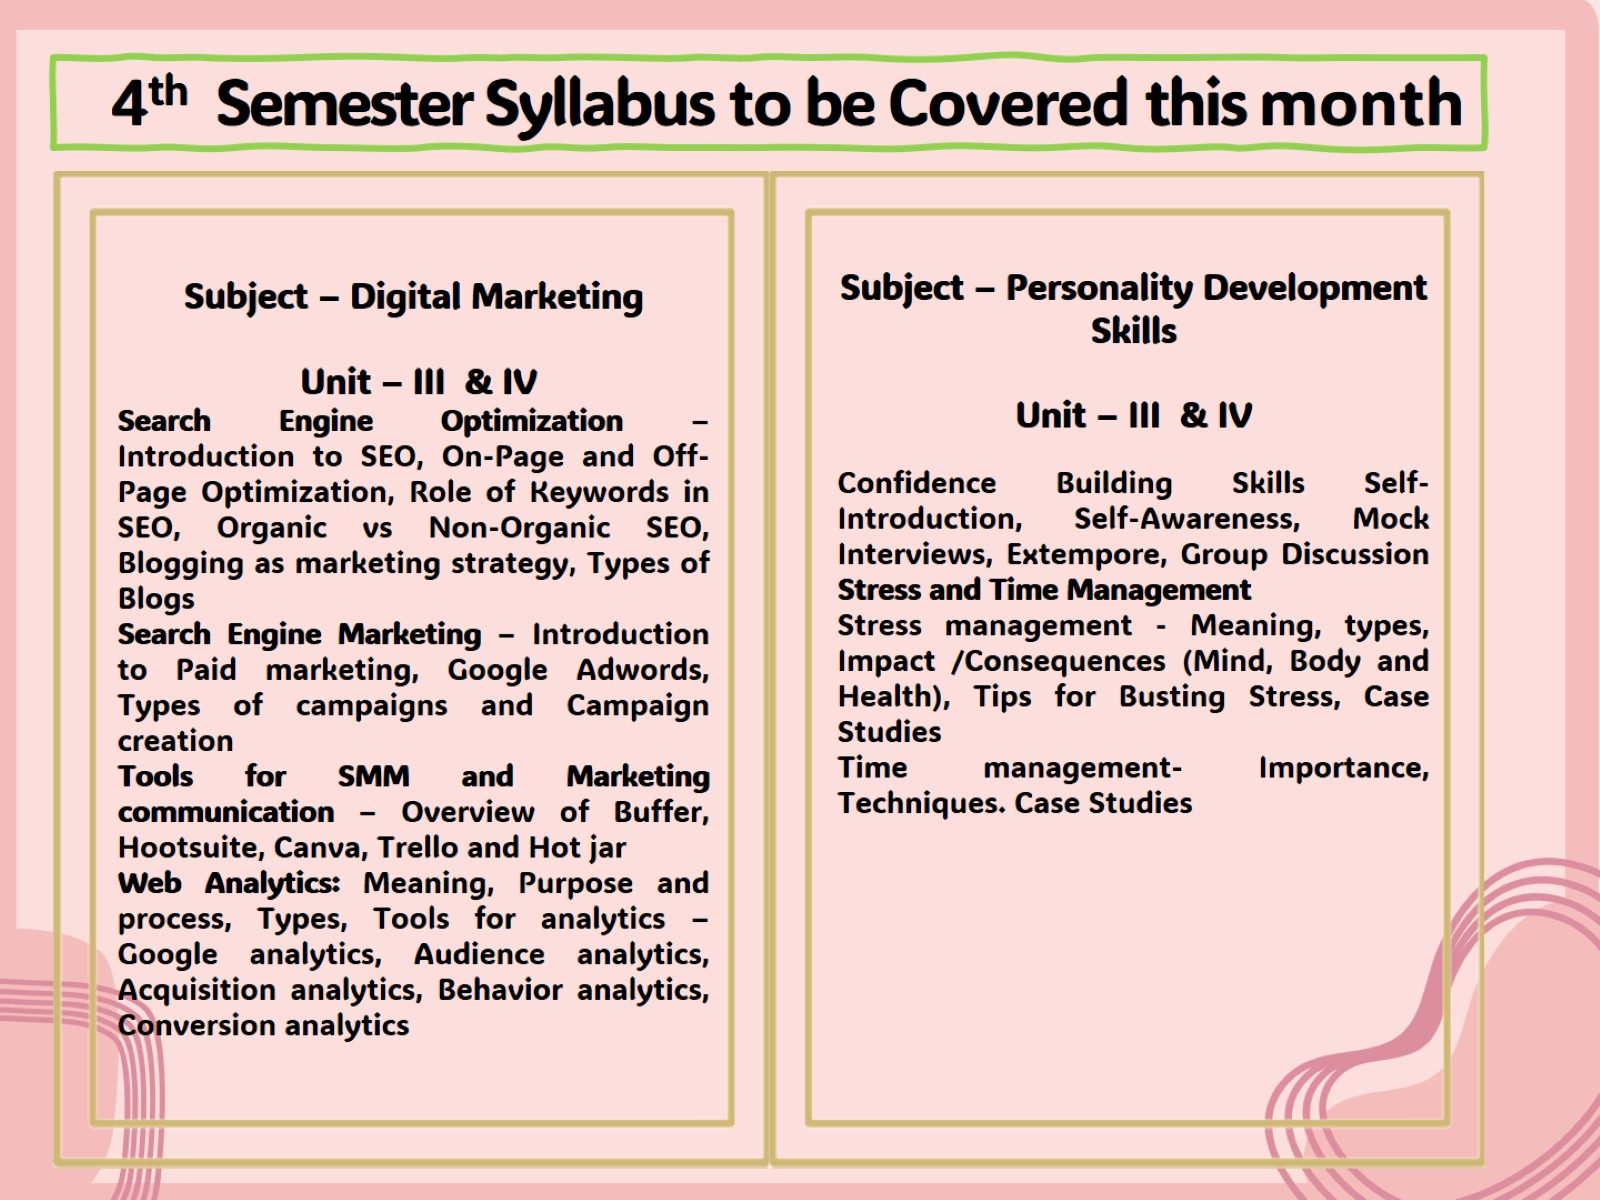 4th Semester Syllabus to be Covered this month
Subject – Digital Marketing
Unit – III & IV
Search Engine Optimization –
Introduction to SEO, On-Page and Off-
Page Optimization, Role of Keywords in
SEO, Organic vs Non-Organic SEO,
Blogging as marketing strategy, Types of
Blogs
Search Engine Marketing – Introduction
to Paid marketing, Google Adwords,
Types of campaigns and Campaign
creation
Tools for SMM and Marketing
communication – Overview of Buffer,
Hootsuite, Canva, Trello and Hot jar
Web Analytics: Meaning, Purpose and
process, Types, Tools for analytics –
Google analytics, Audience analytics,
Acquisition analytics, Behavior analytics,
Conversion analytics
Subject – Personality Development
Skills
Unit – III & IV
Confidence Building Skills Self-
Introduction, Self-Awareness, Mock
Interviews, Extempore, Group Discussion
Stress and Time Management
Stress management - Meaning, types,
Impact /Consequences (Mind, Body and
Health), Tips for Busting Stress, Case
Studies
Time management- Importance,
Techniques. Case Studies